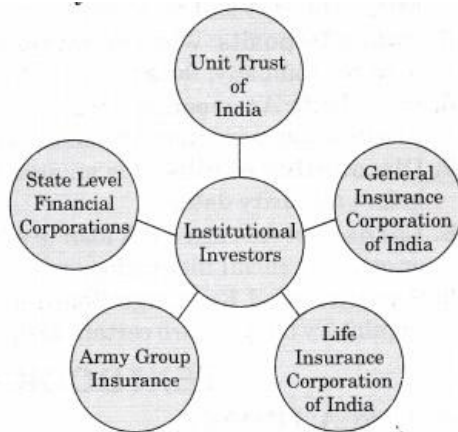 Unit Trust
of
India
State Level
Financial
Corporations
General
Insurance
Corporation
of India
Institutional
Investors
Army Group
Insurance
Life
Insurance
Corporation
of India